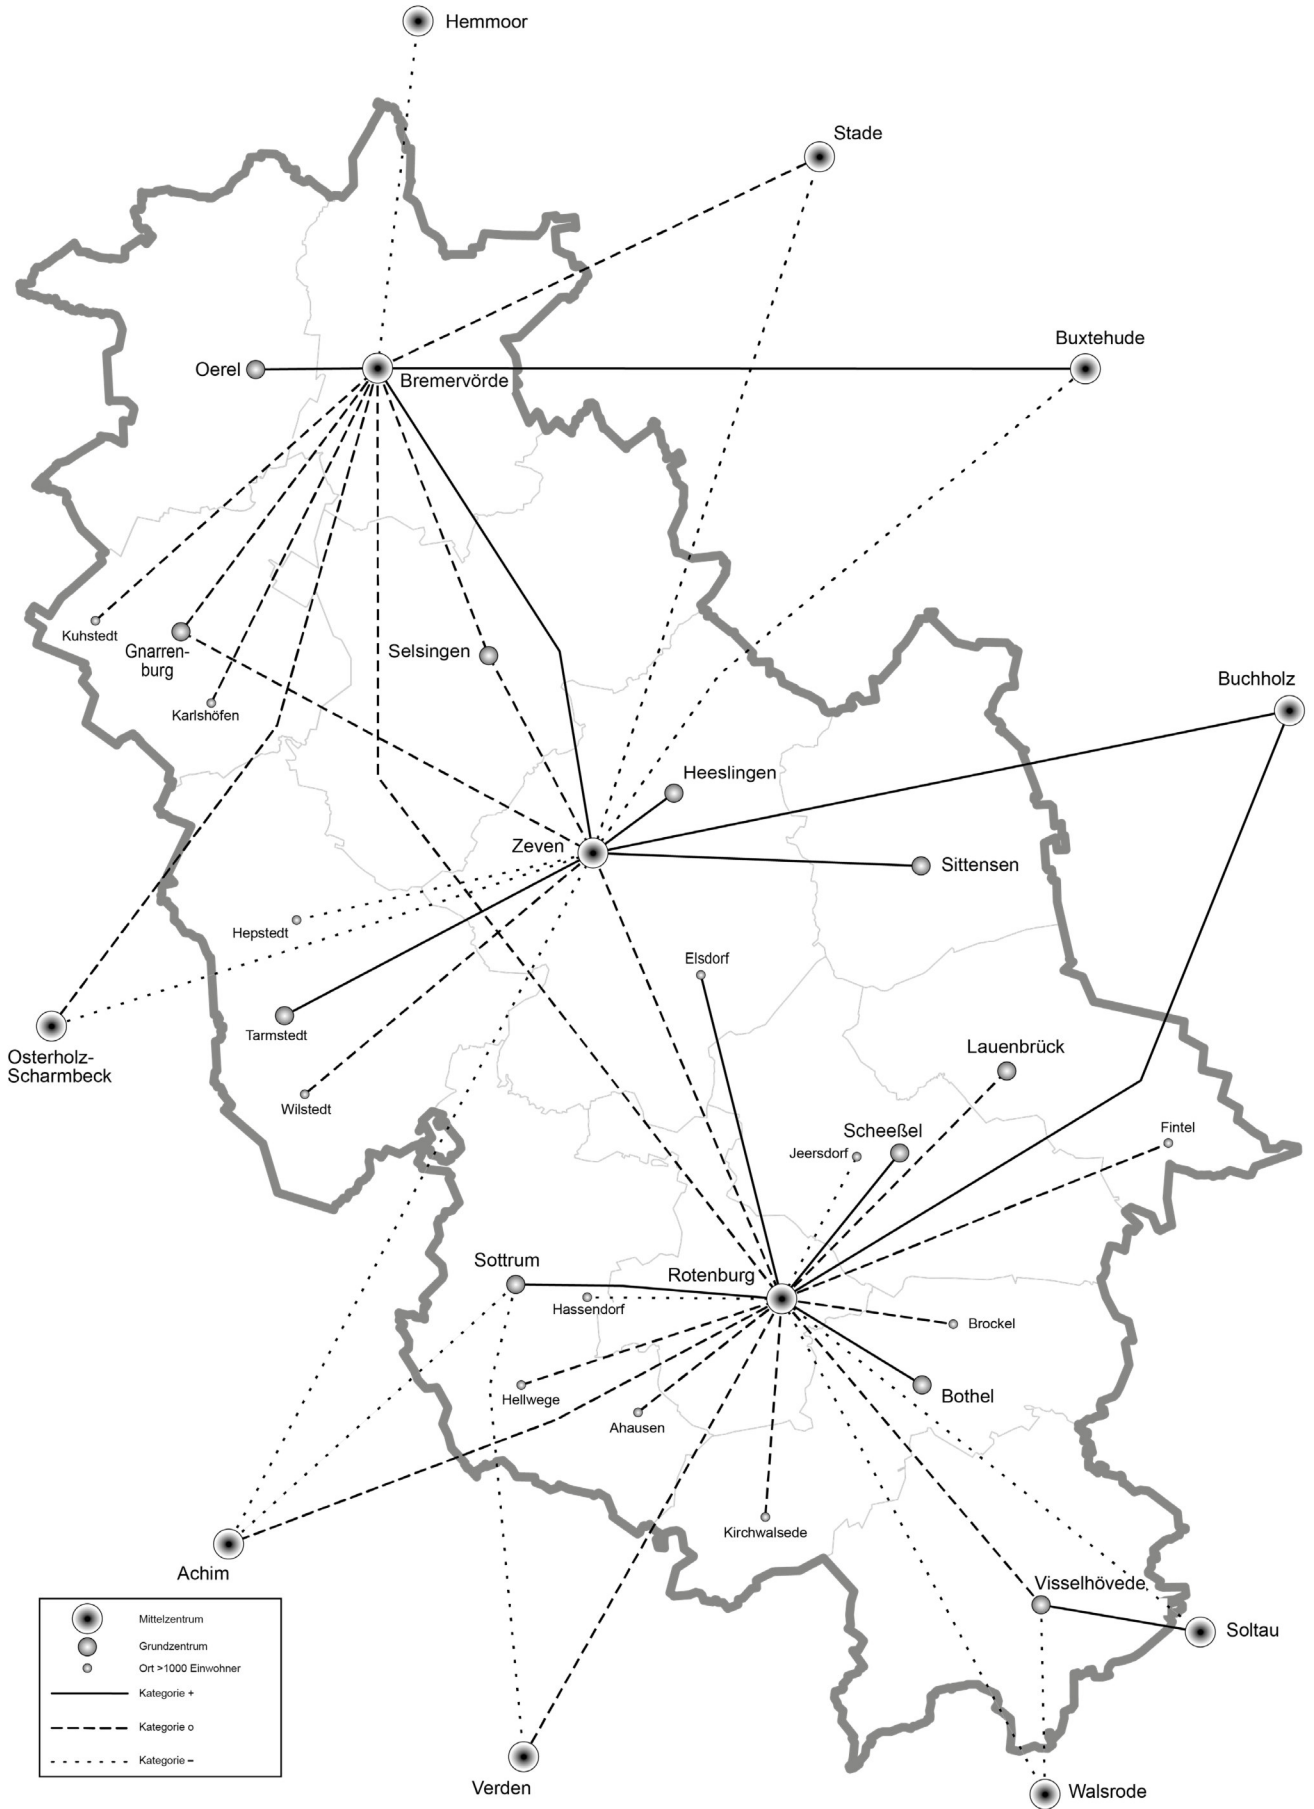 Hemmoor
Stade
Buxtehude
Oerel
Bremervörde
Kuhstedt
Gnarren-
burg
Selsingen
Karlshöfen
Buchholz
Heeslingen
Zeven
Sittensen
Hepstedt
Elsdorf
Tarmstedt
Osterholz-
Scharmbeck
Lauenbrück
Wilstedt
Scheeßel
Fintel
Jeersdorf
Sottrum
Rotenburg
Hassendorf
Brockel
Hellwege
Bothel
Ahausen
Kirchwalsede
Achim
Visselhövede
Soltau
Mittelzentrum
Grundzentrum
Ort >1000 Einwohner
Kategorie +
Kategorie o
Kategorie –
Verden
Walsrode